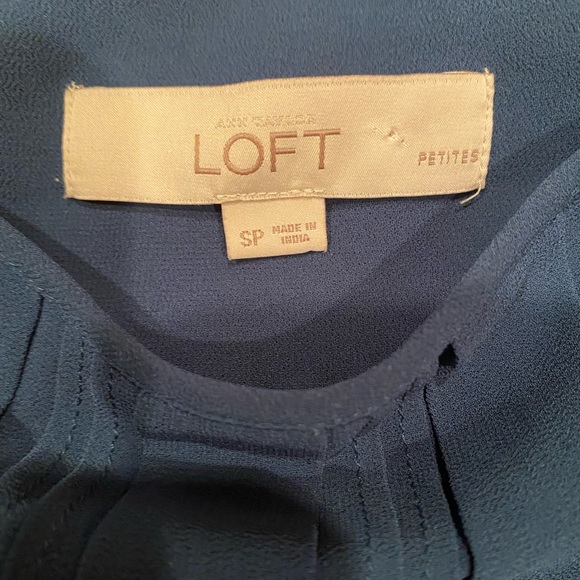 ANN TAYLOR
LOFT
PETITES
SP
MADE IN
INDIA